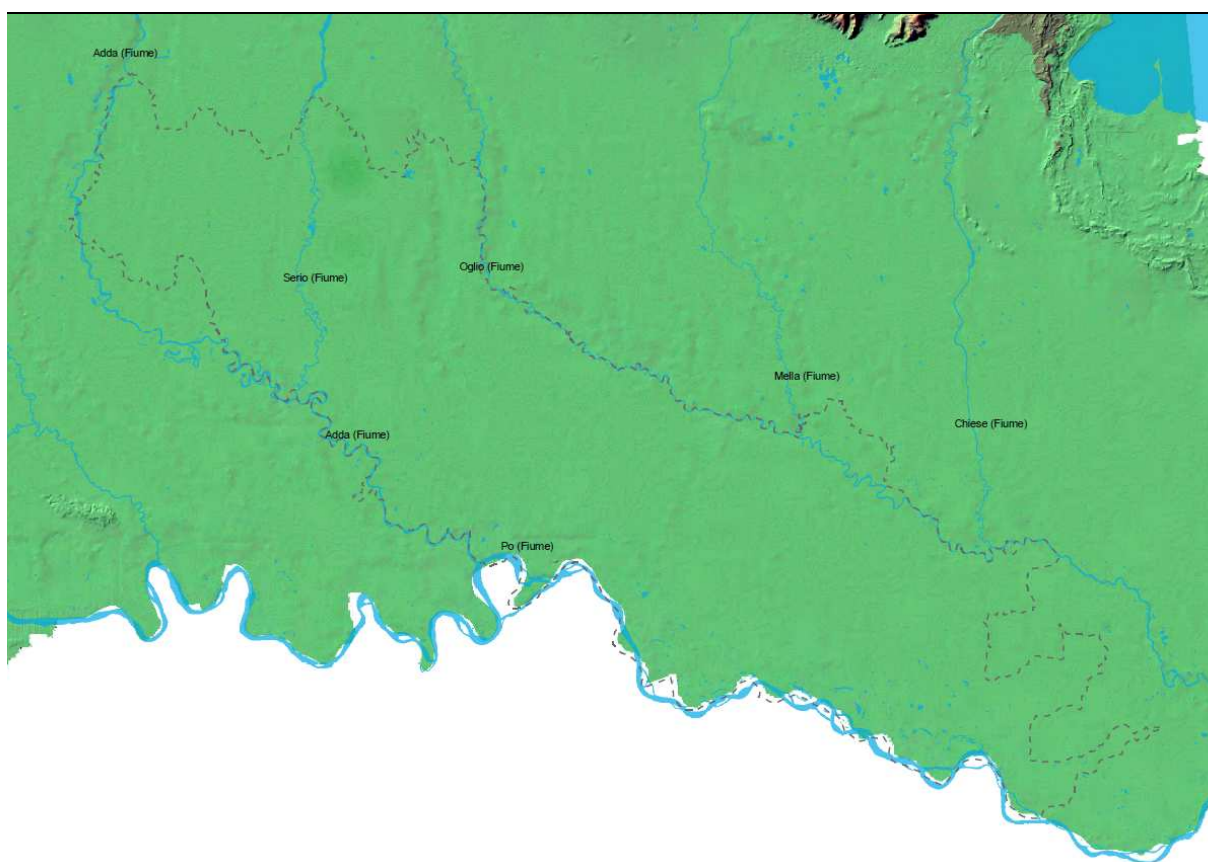 Adda (Fiume)
Serio (Fiume)
Oglio (Fiume)
Mella (Fiume)
Chiese (Fiume)
Adda (Fiume)
Po (Fiume)